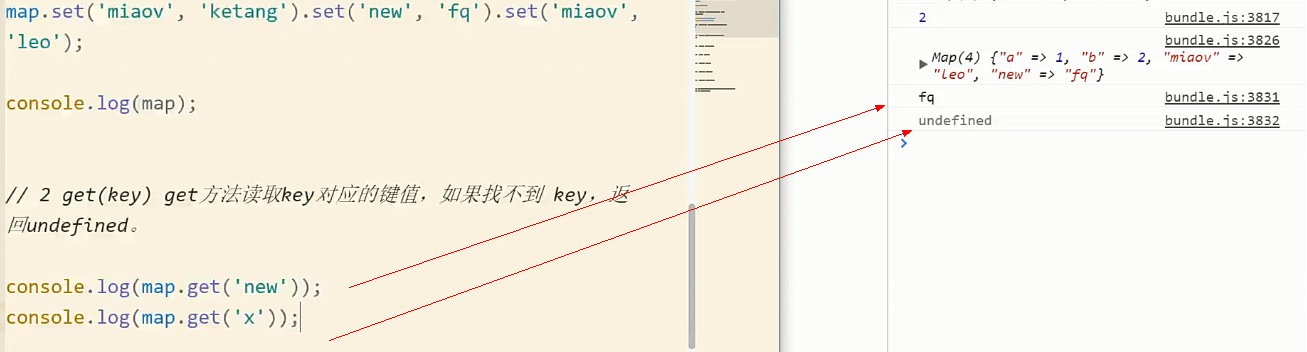 map.set('miaov', 'ketang').set('new', 'fq').set('miaov',
'leo');
console.log(map);
// 2 get(key) get方法读取key对应的键值，如果找不到 key，返
回undefined。
console.log(map.get('new'));
console.log(map.get('x'));
2 bundle.js:3817
bundle.js:3826
Map(4) {"a" => 1, "b" => 2, "miaov" =>
"leo", "new" => "fq"}
fq bundle.js:3831
undefined bundle.js:3832